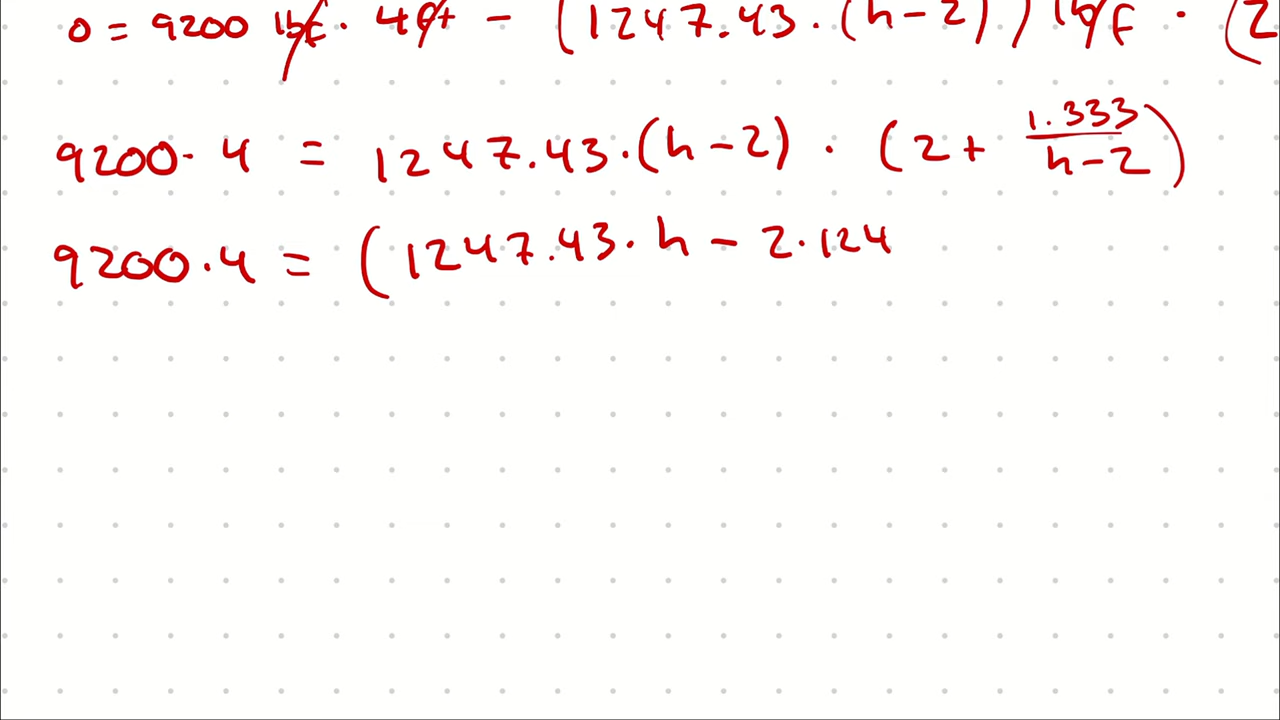 0 = 9200 lbf · 4ft - (1247.43 · (h-2)) lbf · (2
9200 · 4 = 1247.43 · (h-2) · (2 + 1.333/h-2)
9200 · 4 = (1247.43 · h - 2 · 124